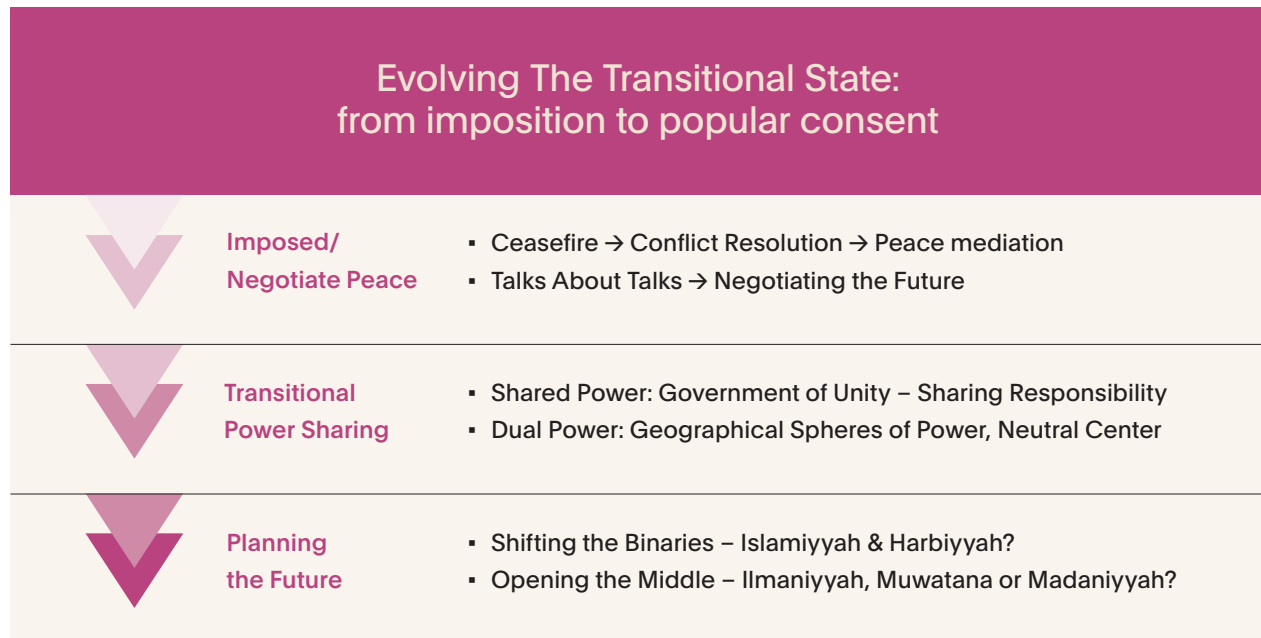 Evolving The Transitional State:
from imposition to popular consent
Imposed/
Negotiate Peace
▪ Ceasefire → Conflict Resolution → Peace mediation
▪ Talks About Talks → Negotiating the Future
Transitional
Power Sharing
▪ Shared Power: Government of Unity – Sharing Responsibility
▪ Dual Power: Geographical Spheres of Power, Neutral Center
Planning
the Future
▪ Shifting the Binaries – Islamiyyah & Harbiyyah?
▪ Opening the Middle – Ilmaniyyah, Muwatana or Madaniyyah?